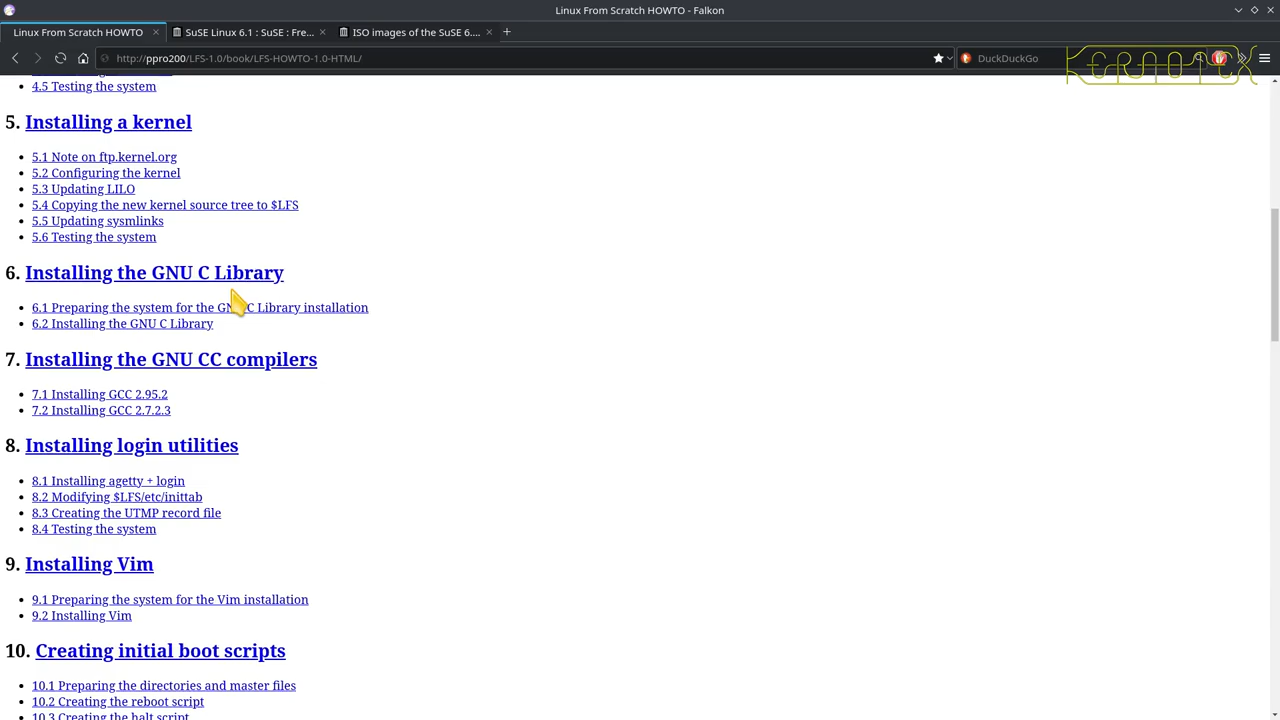 Linux From Scratch HOWTO - Falkon
Linux From Scratch HOWTO
SuSE Linux 6.1 : SuSE : Fre...
ISO images of the SuSE 6....
http://ppro200/LFS-1.0/book/LFS-HOWTO-1.0-HTML/
DuckDuckGo
KERNOTEX
4.5 Testing the system
5. Installing a kernel
5.1 Note on ftp.kernel.org
5.2 Configuring the kernel
5.3 Updating LILO
5.4 Copying the new kernel source tree to $LFS
5.5 Updating sysmlinks
5.6 Testing the system
6. Installing the GNU C Library
6.1 Preparing the system for the GNU C Library installation
6.2 Installing the GNU C Library
7. Installing the GNU CC compilers
7.1 Installing GCC 2.95.2
7.2 Installing GCC 2.7.2.3
8. Installing login utilities
8.1 Installing agetty + login
8.2 Modifying $LFS/etc/inittab
8.3 Creating the UTMP record file
8.4 Testing the system
9. Installing Vim
9.1 Preparing the system for the Vim installation
9.2 Installing Vim
10. Creating initial boot scripts
10.1 Preparing the directories and master files
10.2 Creating the reboot script
10.3 Creating the halt script